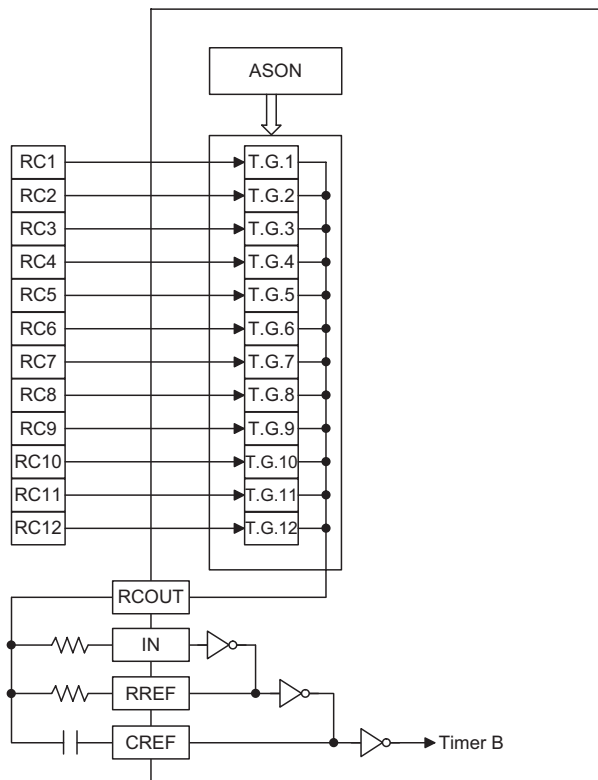 ASON
RC1 T.G.1
RC2 T.G.2
RC3 T.G.3
RC4 T.G.4
RC5 T.G.5
RC6 T.G.6
RC7 T.G.7
RC8 T.G.8
RC9 T.G.9
RC10 T.G.10
RC11 T.G.11
RC12 T.G.12
RCOUT
IN
RREF
CREF Timer B